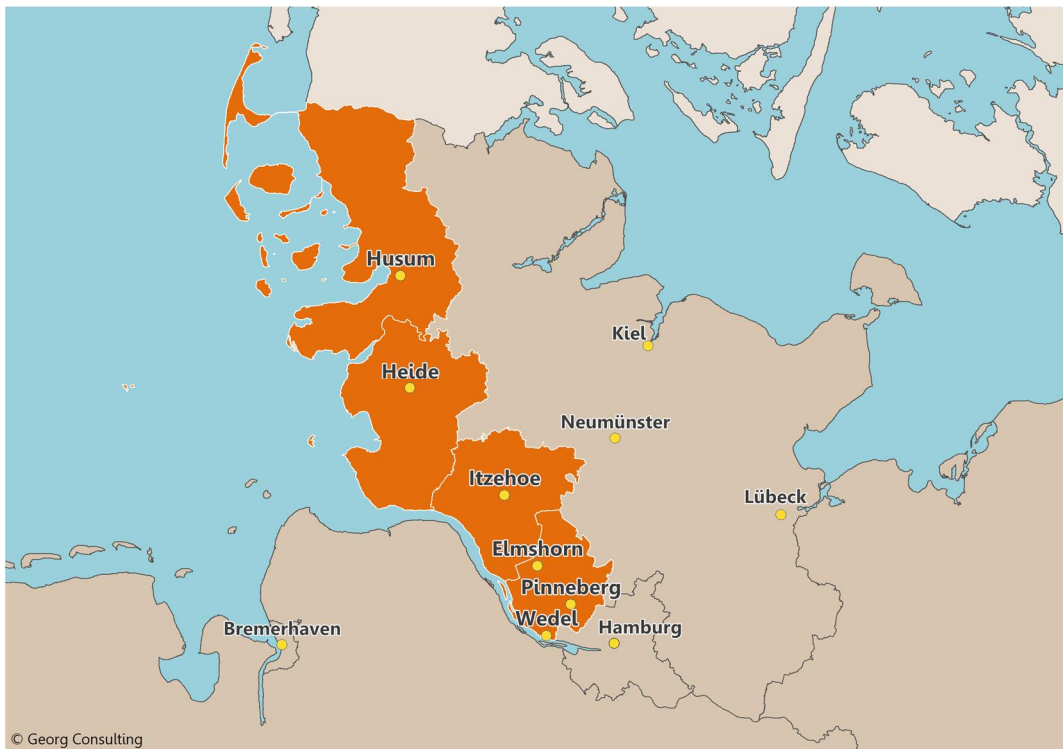 Husum
Kiel
Heide
Neumünster
Itzehoe
Lübeck
Elmshorn
Pinneberg
Wedel
Hamburg
Bremerhaven
© Georg Consulting